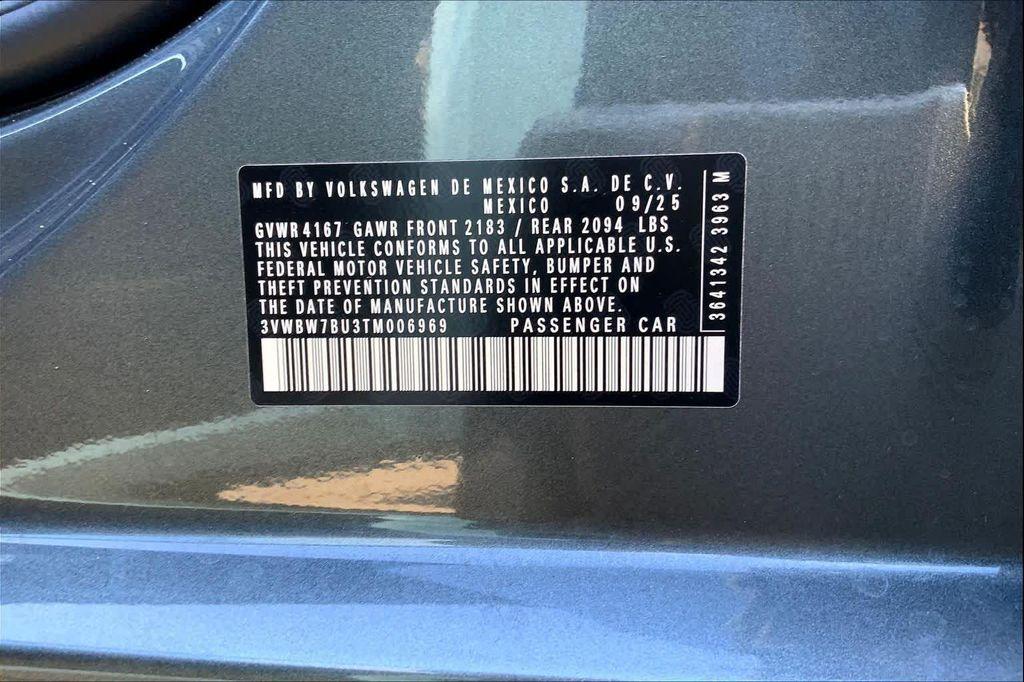 MFD BY VOLKSWAGEN DE MEXICO S.A. DE C.V.
MEXICO 09/25
GVWR 4167 GAWR FRONT 2183 / REAR 2094 LBS
THIS VEHICLE CONFORMS TO ALL APPLICABLE U.S.
FEDERAL MOTOR VEHICLE SAFETY, BUMPER AND
THEFT PREVENTION STANDARDS IN EFFECT ON
THE DATE OF MANUFACTURE SHOWN ABOVE.
3VWBW7BU3TM006969 PASSENGER CAR
3641342 3963 M